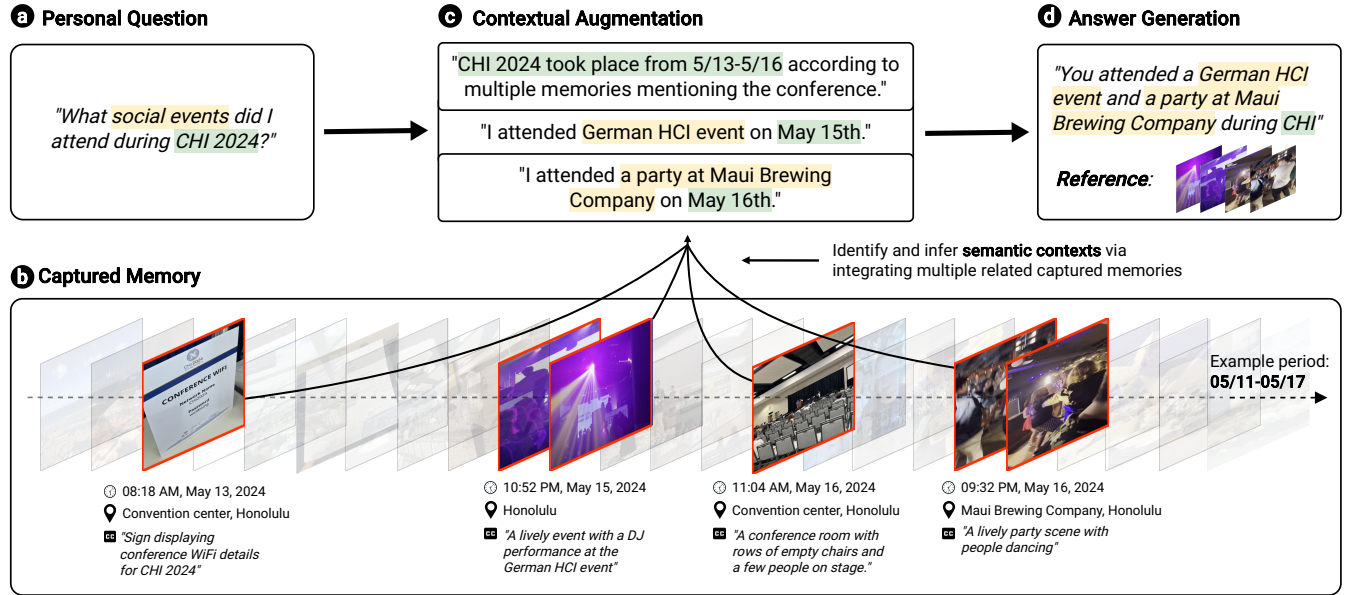 a Personal Question
"What social events did I
attend during CHI 2024?"
c Contextual Augmentation
"CHI 2024 took place from 5/13-5/16 according to
multiple memories mentioning the conference."
"I attended German HCI event on May 15th."
"I attended a party at Maui Brewing
Company on May 16th."
d Answer Generation
"You attended a German HCI
event and a party at Maui
Brewing Company during CHI"
Reference:
Identify and infer semantic contexts via
integrating multiple related captured memories
b Captured Memory
CONFERENCE WIFI
Network Name
Password
Example period:
05/11-05/17
08:18 AM, May 13, 2024
Convention center, Honolulu
CC "Sign displaying
conference WiFi details
for CHI 2024"
10:52 PM, May 15, 2024
Honolulu
CC "A lively event with a DJ
performance at the
German HCI event"
11:04 AM, May 16, 2024
Convention center, Honolulu
CC "A conference room with
rows of empty chairs and
a few people on stage."
09:32 PM, May 16, 2024
Maui Brewing Company, Honolulu
CC "A lively party scene with
people dancing"